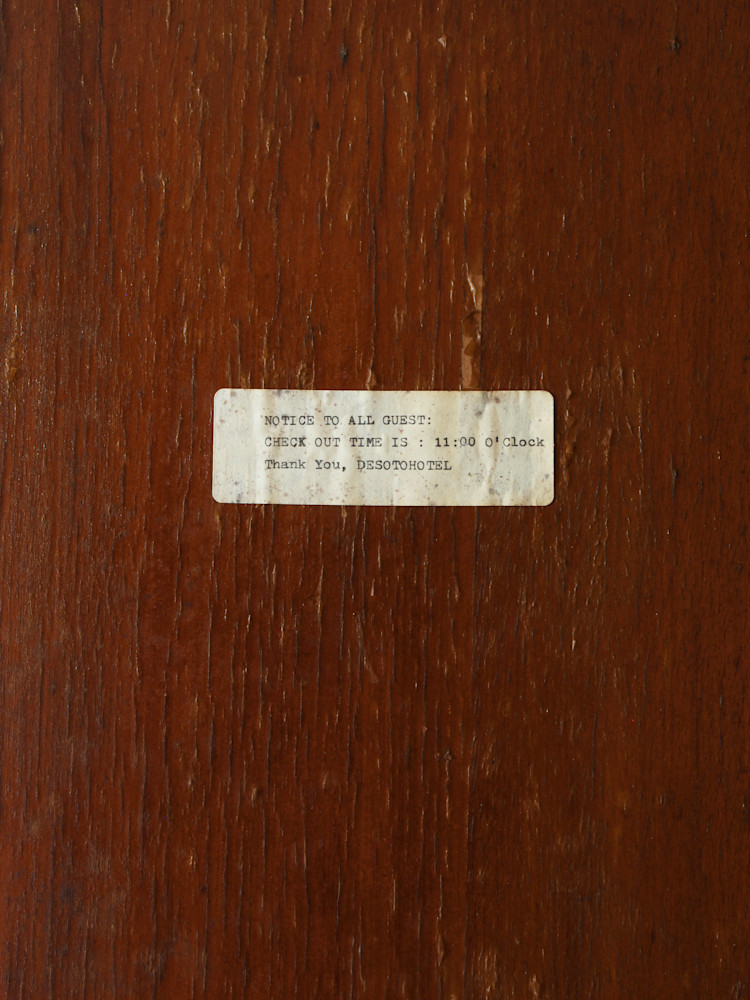 NOTICE TO ALL GUEST:
CHECK OUT TIME IS : 11:00 O'Clock
Thank You, DESOTOHOTEL